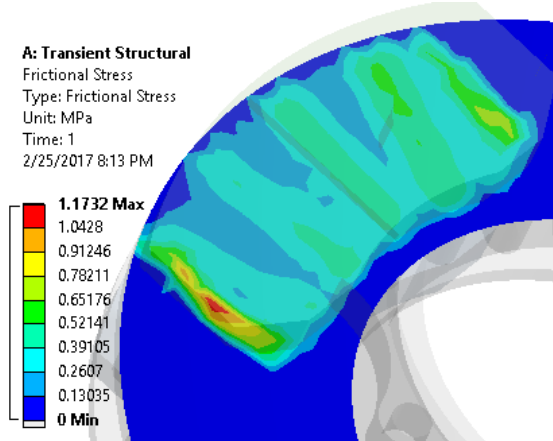 A: Transient Structural
Frictional Stress
Type: Frictional Stress
Unit: MPa
Time: 1
2/25/2017 8:13 PM
1.1732 Max
1.0428
0.91246
0.78211
0.65176
0.52141
0.39105
0.2607
0.13035
0 Min